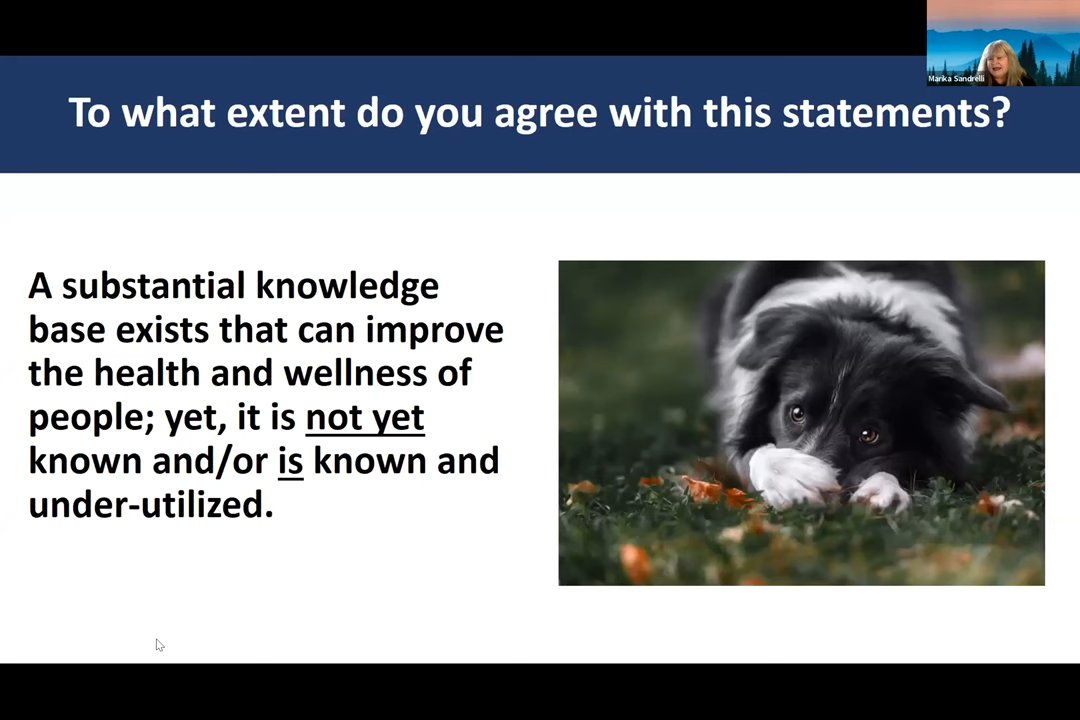 Marika Sandrelli
To what extent do you agree with this statements?
A substantial knowledge
base exists that can improve
the health and wellness of
people; yet, it is not yet
known and/or is known and
under-utilized.